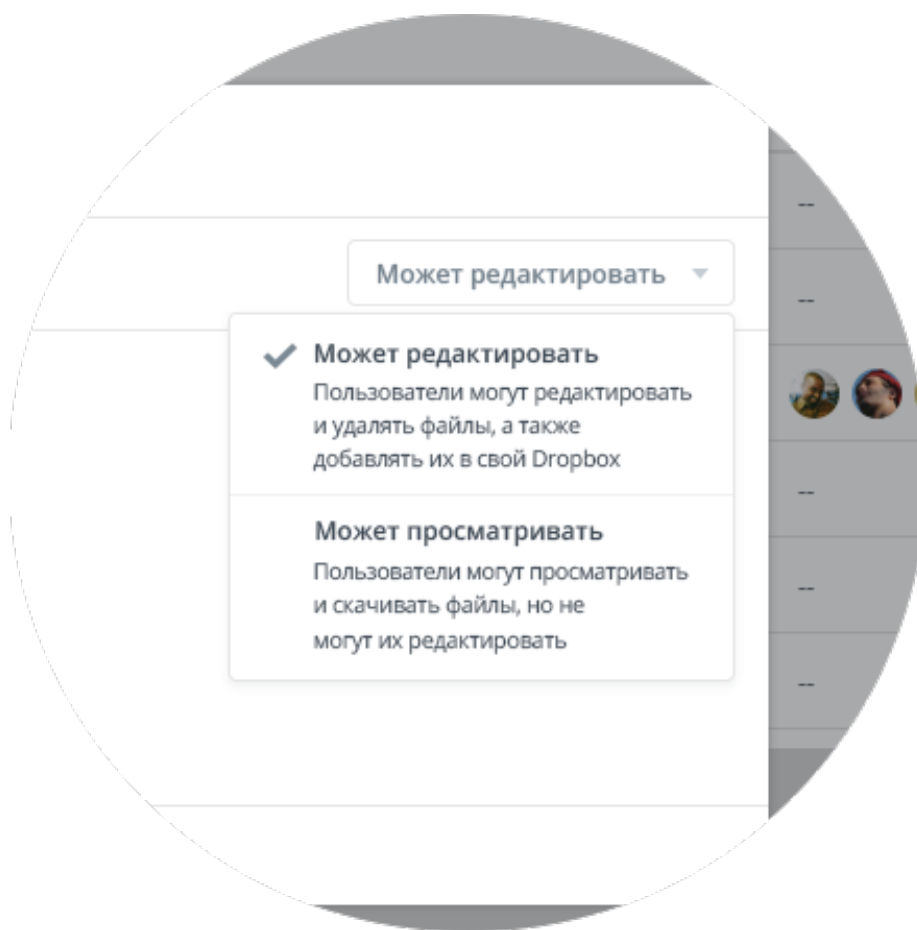 Может редактировать
Может редактировать
Пользователи могут редактировать
и удалять файлы, а также
добавлять их в свой Dropbox
Может просматривать
Пользователи могут просматривать
и скачивать файлы, но не
могут их редактировать
--
--
--
--
--